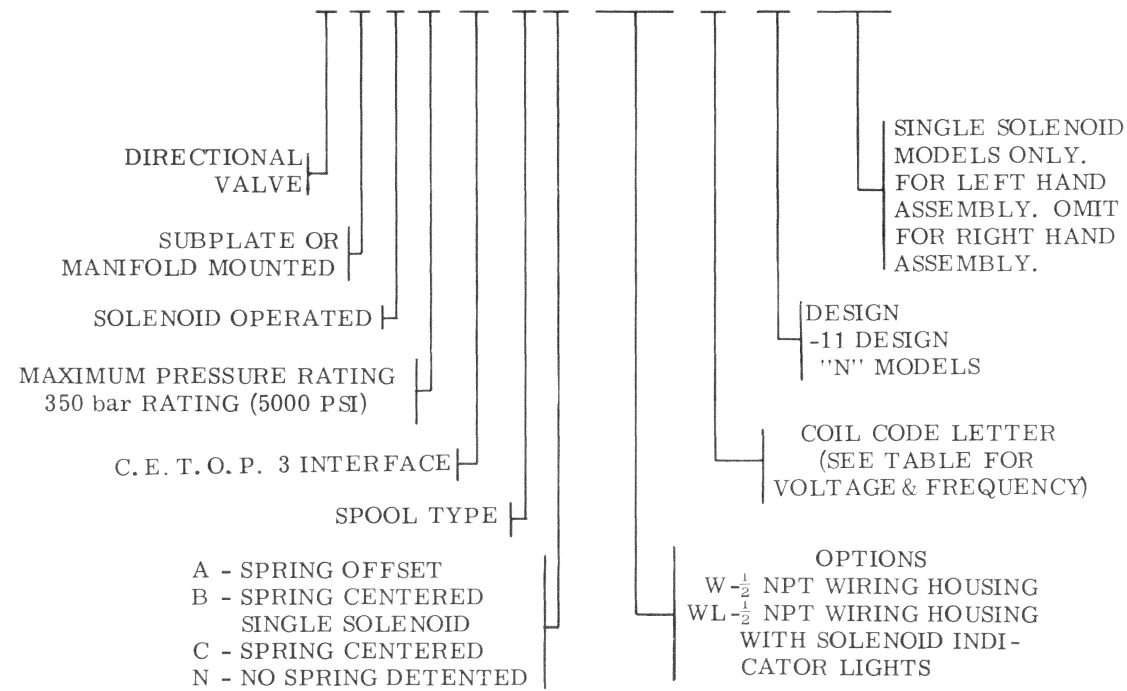 DIRECTIONAL
VALVE
SUBPLATE OR
MANIFOLD MOUNTED
SOLENOID OPERATED
MAXIMUM PRESSURE RATING
350 bar RATING (5000 PSI)
C.E.T.O.P. 3 INTERFACE
SPOOL TYPE
A - SPRING OFFSET
B - SPRING CENTERED
SINGLE SOLENOID
C - SPRING CENTERED
N - NO SPRING DETENTED
SINGLE SOLENOID
MODELS ONLY.
FOR LEFT HAND
ASSEMBLY. OMIT
FOR RIGHT HAND
ASSEMBLY.
DESIGN
-11 DESIGN
"N" MODELS
COIL CODE LETTER
(SEE TABLE FOR
VOLTAGE & FREQUENCY)
OPTIONS
W-½ NPT WIRING HOUSING
WL-½ NPT WIRING HOUSING
WITH SOLENOID INDI-
CATOR LIGHTS